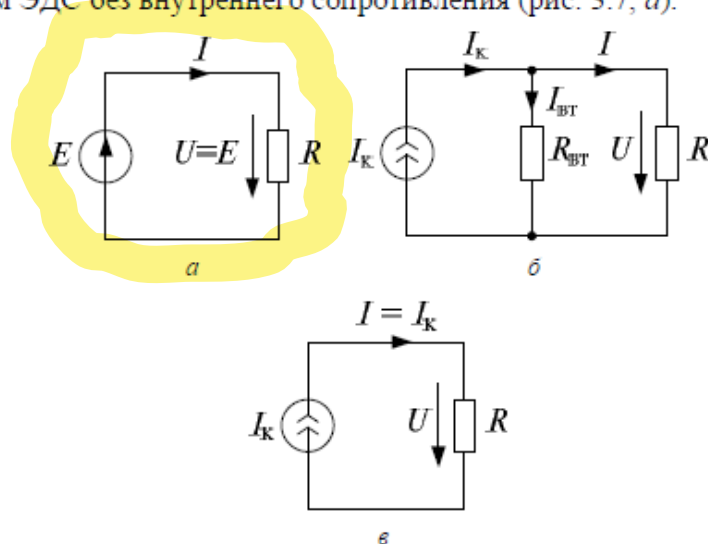 м ЭДС без внутреннего сопротивления (рис. 3.7, а).
I Iк I
E U=E R Iк Iвт Rвт U R
а б
I = Iк
Iк U R
в